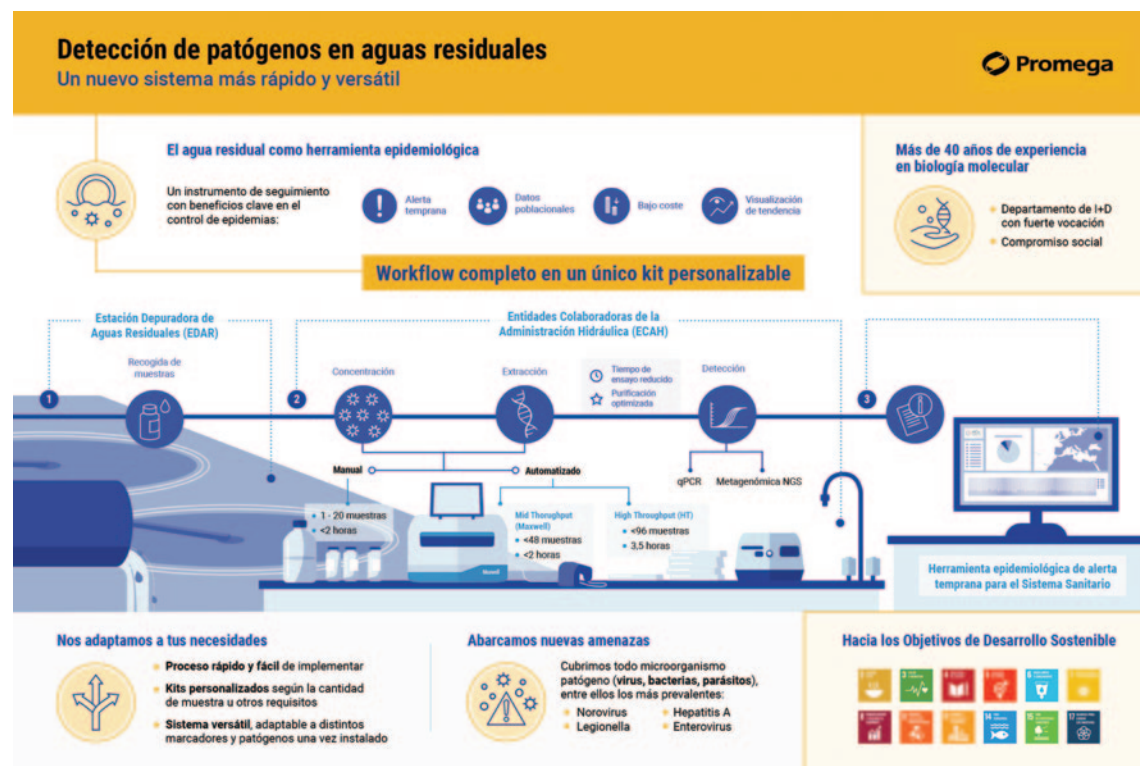 Detección de patógenos en aguas residuales
Un nuevo sistema más rápido y versátil
Promega
El agua residual como herramienta epidemiológica
Un instrumento de seguimiento
con beneficios clave en el
control de epidemias:
Alerta
temprana
Datos
poblacionales
Bajo coste
Visualización
de tendencia
Más de 40 años de experiencia
en biología molecular
Departamento de I+D
con fuerte vocación
Compromiso social
Workflow completo en un único kit personalizable
Estación Depuradora de
Aguas Residuales (EDAR)
Entidades Colaboradoras de la
Administración Hidráulica (ECAH)
1
Recogida de
muestras
2
Concentración
Extracción
Tiempo de
ensayo reducido
Purificación
optimizada
Detección
3
Manual
Automatizado
qPCR
Metagenómica NGS
1 - 20 muestras
<2 horas
Mid Thorughput
(Maxwell)
<48 muestras
<2 horas
High Throughput (HT)
<96 muestras
3,5 horas
Herramienta epidemiológica de alerta
temprana para el Sistema Sanitario
Nos adaptamos a tus necesidades
Proceso rápido y fácil de implementar
Kits personalizados según la cantidad
de muestra u otros requisitos
Sistema versátil, adaptable a distintos
marcadores y patógenos una vez instalado
Abarcamos nuevas amenazas
Cubrimos todo microorganismo
patógeno (virus, bacterias, parásitos),
entre ellos los más prevalentes:
Norovirus
Legionella
Hepatitis A
Enterovirus
Hacia los Objetivos de Desarrollo Sostenible
14
15
17